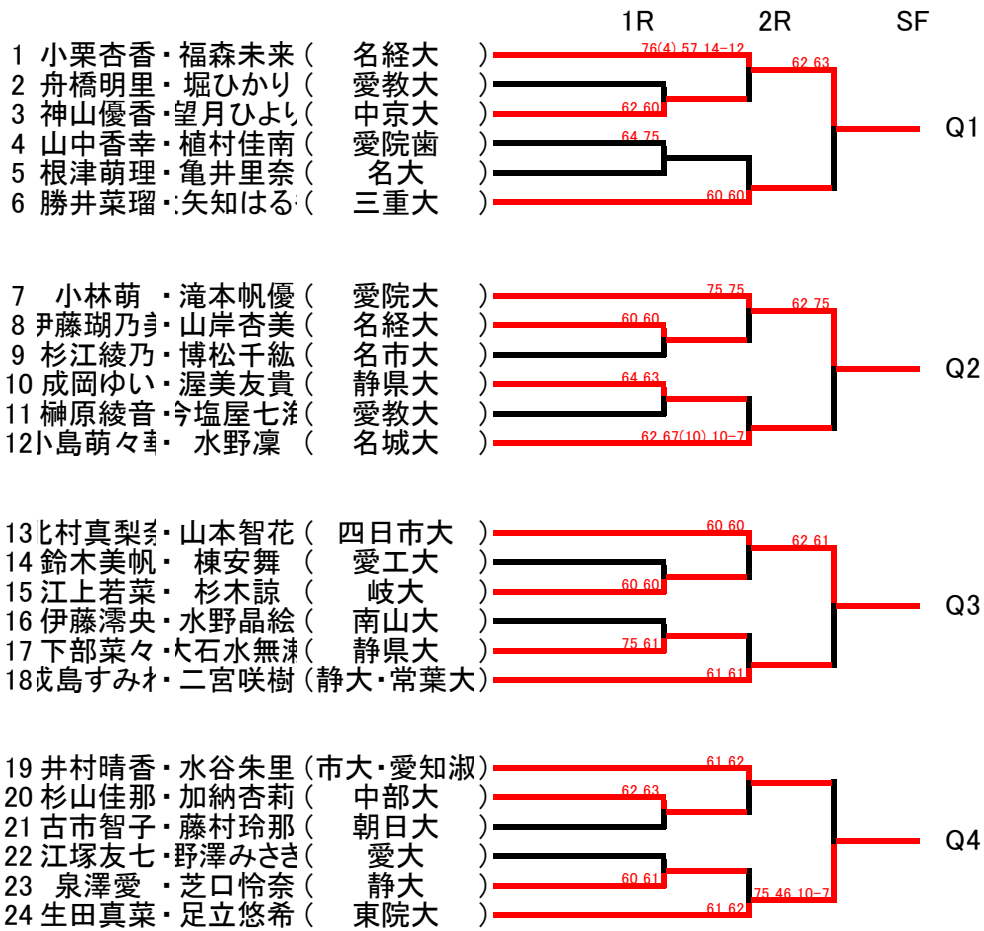 1R 2R SF
76(4) 57 14-12
1 小栗杏香・福森未来 ( 名経大 )
62 63
2 舟橋明里・堀ひかり ( 愛教大 )
62 60
3 神山優香・望月ひより( 中京大 )
Q1
64 75
4 山中香幸・植村佳南 ( 愛院歯 )
5 根津萌理・亀井里奈 ( 名大 )
60 60
6 勝井菜瑠・矢知はる ( 三重大 )
75 75
7 小林萌・滝本帆優 ( 愛院大 )
62 75
60 60
8 伊藤瑚乃美・山岸杏美 ( 名経大 )
9 杉江綾乃・博松千紘 ( 名市大 )
Q2
64 63
10 成岡ゆい・渥美友貴 ( 静県大 )
11 榊原綾音・今塩屋七海( 愛教大 )
62 67(10) 10-7
12 小島萌々華・水野凜 ( 名城大 )
60 60
13 北村真梨奈・山本智花 ( 四日市大 )
62 61
14 鈴木美帆・棟安舞 ( 愛工大 )
60 60
15 江上若菜・杉木諒 ( 岐大 )
Q3
16 伊藤澪央・水野晶絵 ( 南山大 )
75 61
17 下部菜々・大石水無瀬( 静県大 )
61 61
18 成島すみれ・二宮咲樹 (静大・常葉大)
61 62
19 井村晴香・水谷朱里 (市大・愛知淑)
62 63
20 杉山佳那・加納杏莉 ( 中部大 )
21 古市智子・藤村玲那 ( 朝日大 )
Q4
22 江塚友七・野澤みさき( 愛大 )
60 61
23 泉澤愛・芝口怜奈 ( 静大 )
75 46 10-7
61 62
24 生田真菜・足立悠希 ( 東院大 )